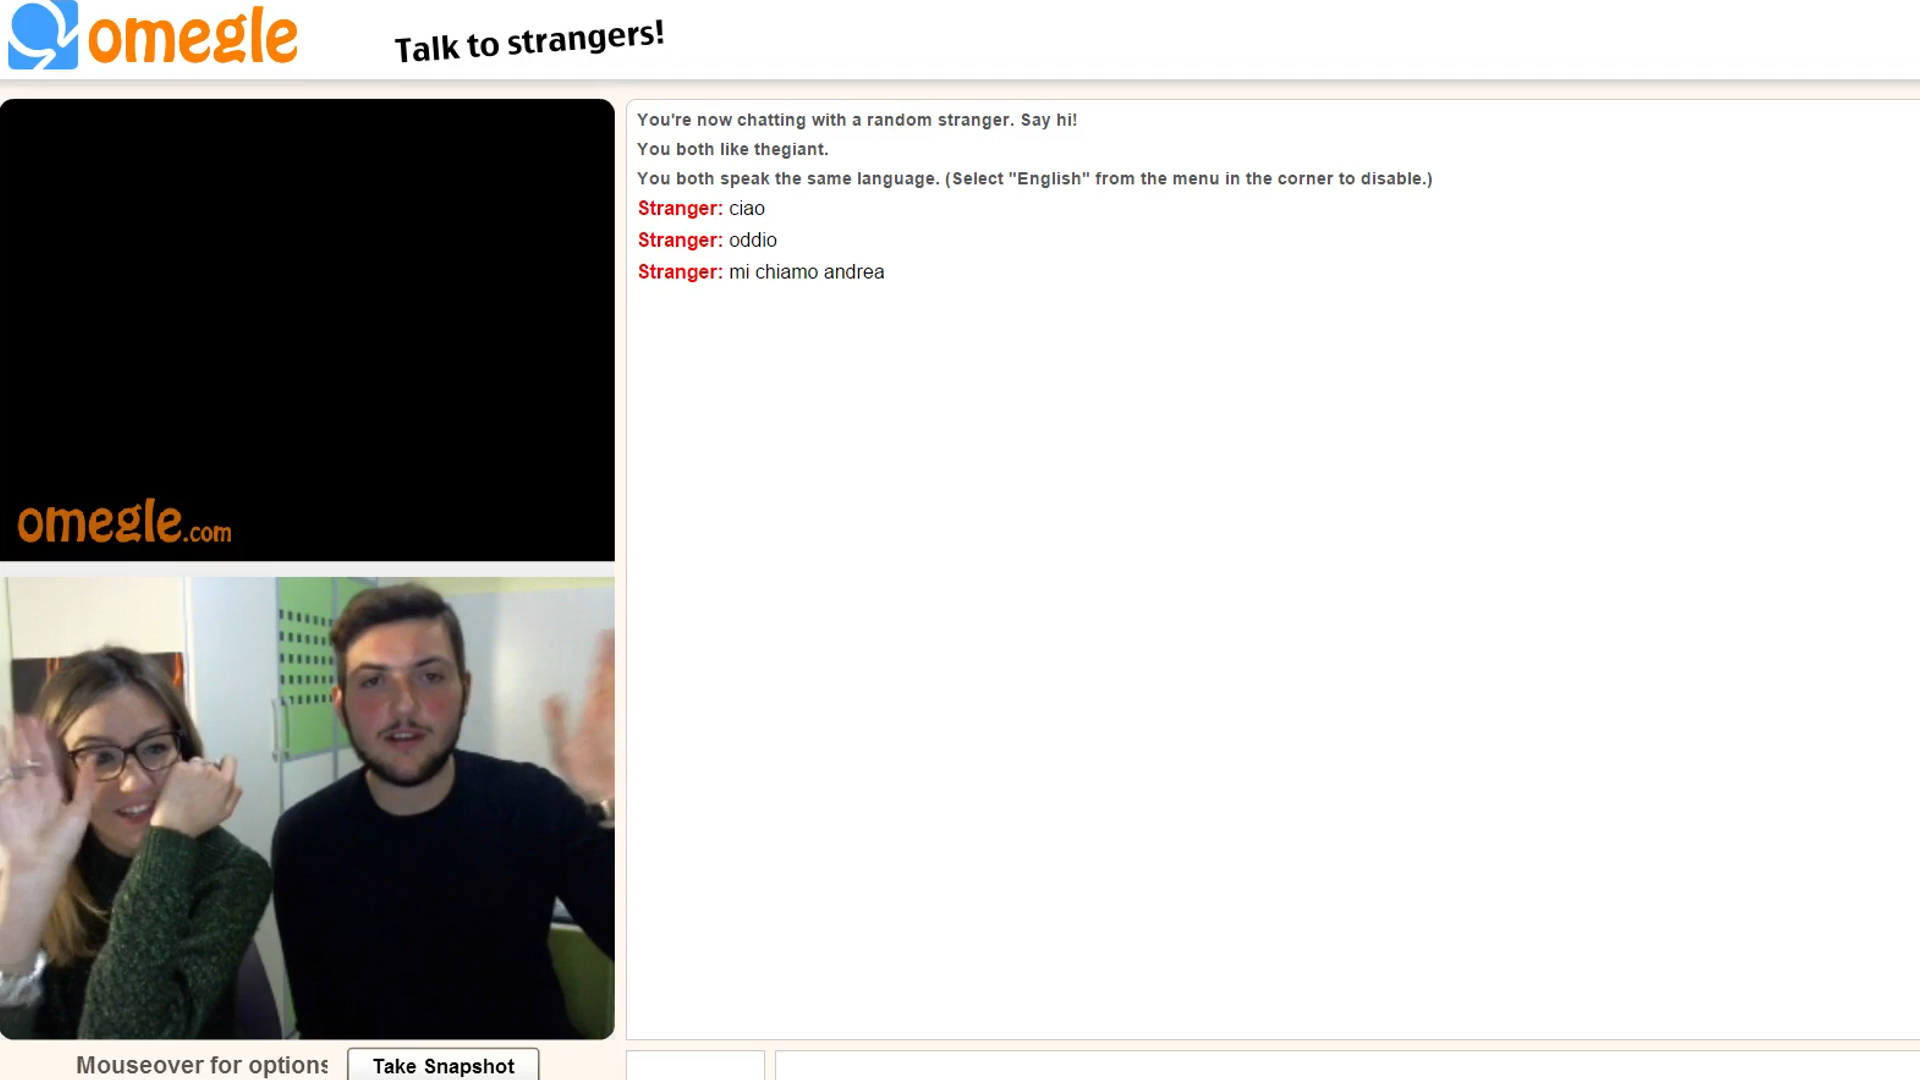 omegle
Talk to strangers!
You're now chatting with a random stranger. Say hi!
You both like thegiant.
You both speak the same language. (Select "English" from the menu in the corner to disable.)
Stranger: ciao
Stranger: oddio
Stranger: mi chiamo andrea
omegle.com
Mouseover for options
Take Snapshot